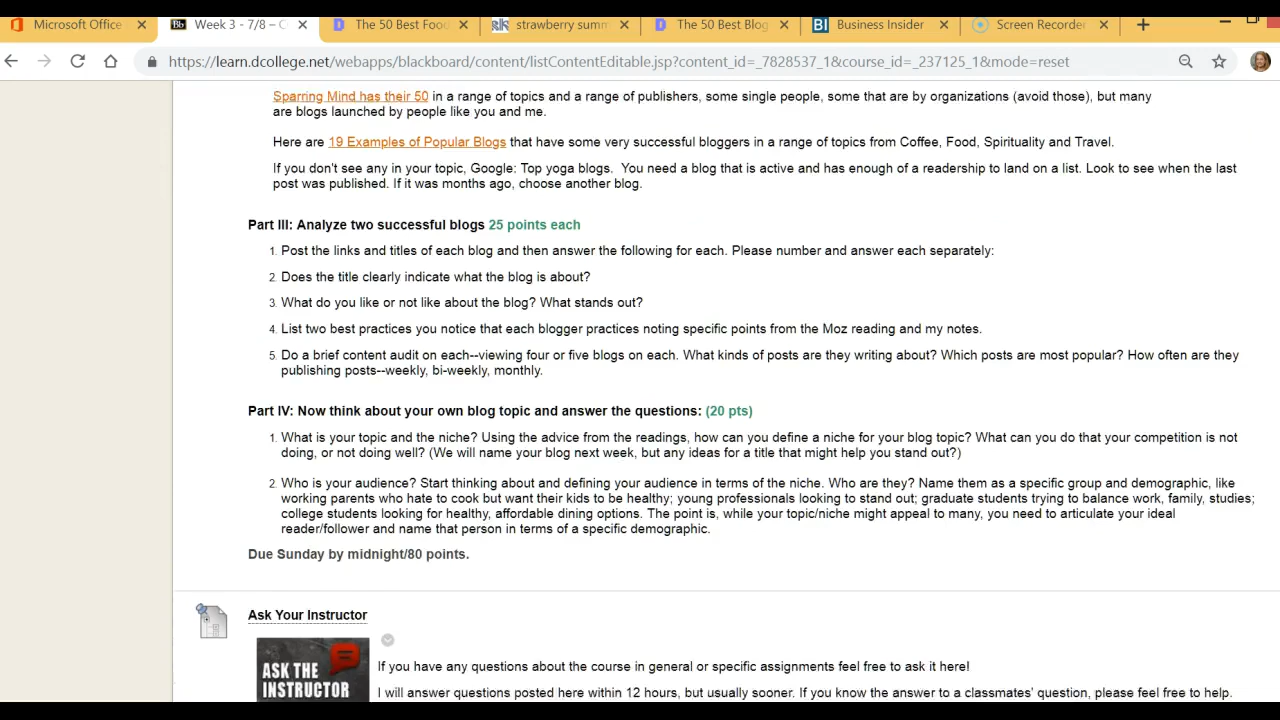 Microsoft Office
Week 3 - 7/8 – C
The 50 Best Foo
strawberry summ
The 50 Best Blog
BI Business Insider
Screen Recorder
https://learn.dcollege.net/webapps/blackboard/content/listContentEditable.jsp?content_id=_7828537_1&course_id=_237125_1&mode=reset
Sparring Mind has their 50 in a range of topics and a range of publishers, some single people, some that are by organizations (avoid those), but many
are blogs launched by people like you and me.
Here are 19 Examples of Popular Blogs that have some very successful bloggers in a range of topics from Coffee, Food, Spirituality and Travel.
If you don't see any in your topic, Google: Top yoga blogs. You need a blog that is active and has enough of a readership to land on a list. Look to see when the last
post was published. If it was months ago, choose another blog.
Part III: Analyze two successful blogs 25 points each
1. Post the links and titles of each blog and then answer the following for each. Please number and answer each separately:
2. Does the title clearly indicate what the blog is about?
3. What do you like or not like about the blog? What stands out?
4. List two best practices you notice that each blogger practices noting specific points from the Moz reading and my notes.
5. Do a brief content audit on each--viewing four or five blogs on each. What kinds of posts are they writing about? Which posts are most popular? How often are they
publishing posts--weekly, bi-weekly, monthly.
Part IV: Now think about your own blog topic and answer the questions: (20 pts)
1. What is your topic and the niche? Using the advice from the readings, how can you define a niche for your blog topic? What can you do that your competition is not
doing, or not doing well? (We will name your blog next week, but any ideas for a title that might help you stand out?)
2. Who is your audience? Start thinking about and defining your audience in terms of the niche. Who are they? Name them as a specific group and demographic, like
working parents who hate to cook but want their kids to be healthy; young professionals looking to stand out; graduate students trying to balance work, family, studies;
college students looking for healthy, affordable dining options. The point is, while your topic/niche might appeal to many, you need to articulate your ideal
reader/follower and name that person in terms of a specific demographic.
Due Sunday by midnight/80 points.
Ask Your Instructor
ASK THE
INSTRUCTOR
If you have any questions about the course in general or specific assignments feel free to ask it here!
I will answer questions posted here within 12 hours, but usually sooner. If you know the answer to a classmates' question, please feel free to help.